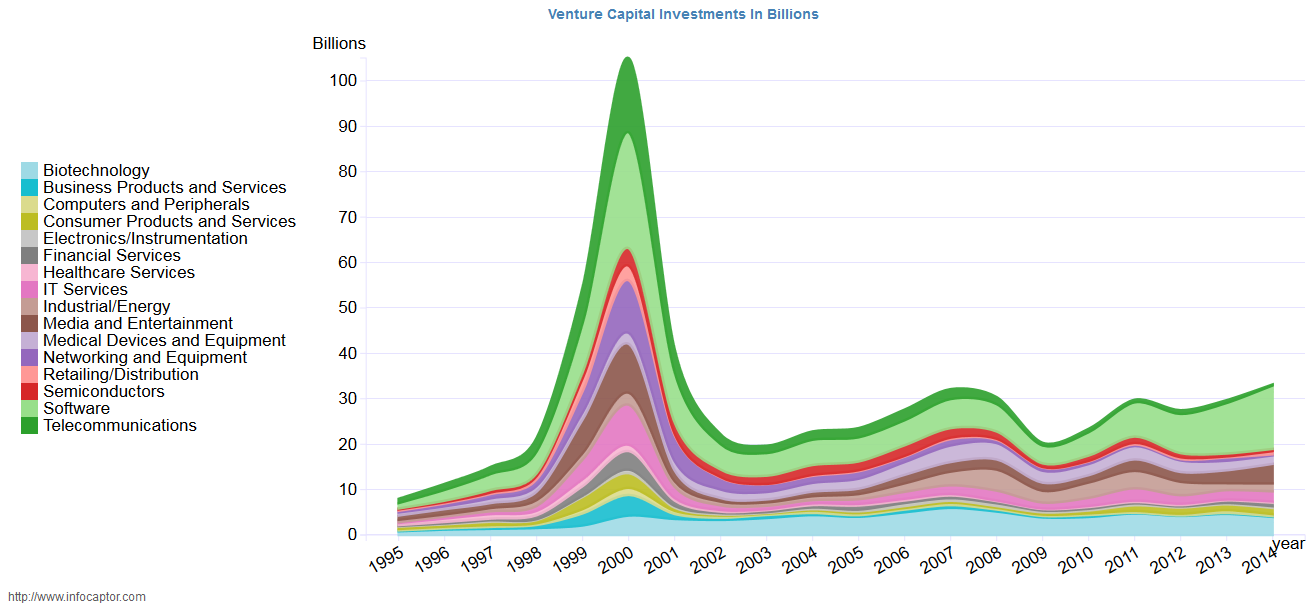 Venture Capital Investments In Billions
Billions
100
90
80
70
60
50
40
30
20
10
0
Biotechnology
Business Products and Services
Computers and Peripherals
Consumer Products and Services
Electronics/Instrumentation
Financial Services
Healthcare Services
IT Services
Industrial/Energy
Media and Entertainment
Medical Devices and Equipment
Networking and Equipment
Retailing/Distribution
Semiconductors
Software
Telecommunications
1995 1996 1997 1998 1999 2000 2001 2002 2003 2004 2005 2006 2007 2008 2009 2010 2011 2012 2013 2014 year
http://www.infocaptor.com